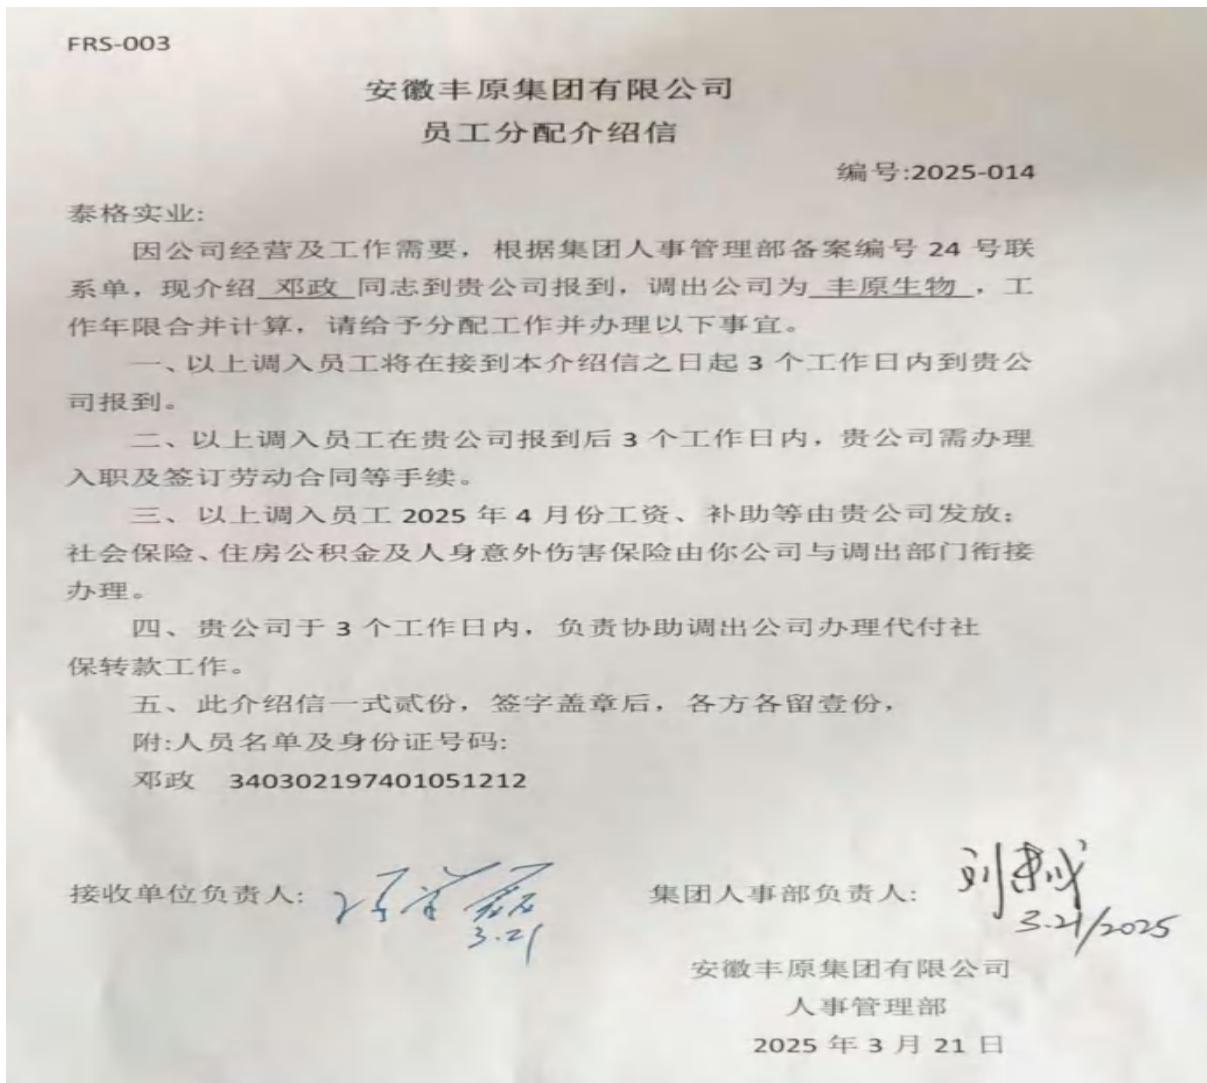 FRS-003
安徽丰原集团有限公司
员工分配介绍信
编号:2025-014
泰格实业:
因公司经营及工作需要，根据集团人事管理部备案编号 24 号联
系单，现介绍 邓政 同志到贵公司报到，调出公司为 丰原生物 ，工
作年限合并计算，请给予分配工作并办理以下事宜。
一、以上调入员工将在接到本介绍信之日起 3 个工作日内到贵公
司报到。
二、以上调入员工在贵公司报到后 3 个工作日内，贵公司需办理
入职及签订劳动合同等手续。
三、以上调入员工 2025 年 4 月份工资、补助等由贵公司发放；
社会保险、住房公积金及人身意外伤害保险由你公司与调出部门衔接
办理。
四、贵公司于 3 个工作日内，负责协助调出公司办理代付社
保转款工作。
五、此介绍信一式贰份，签字盖章后，各方各留壹份，
附:人员名单及身份证号码:
邓政 340302197401051212
接收单位负责人:
3.21
集团人事部负责人: 刘
3.21/2025
安徽丰原集团有限公司
人事管理部
2025 年 3 月 21 日